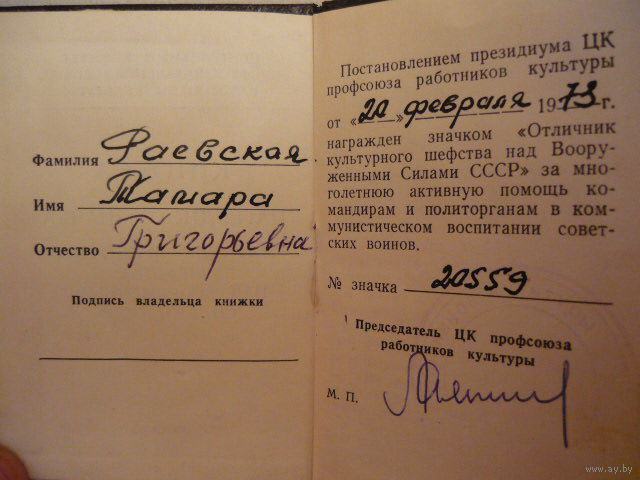 Фамилия Раевская
Имя Тамара
Отчество Григорьевна
Подпись владельца книжки
Постановлением президиума ЦК
профсоюза работников культуры
от «20» февраля 1973 г.
награжден значком «Отличник
культурного шефства над Воору-
женными Силами СССР» за мно-
голетнюю активную помощь ко-
мандирам и политорганам в ком-
мунистическом воспитании совет-
ских воинов.
№ значка 20559
Председатель ЦК профсоюза
работников культуры
М. П.
www.ay.by